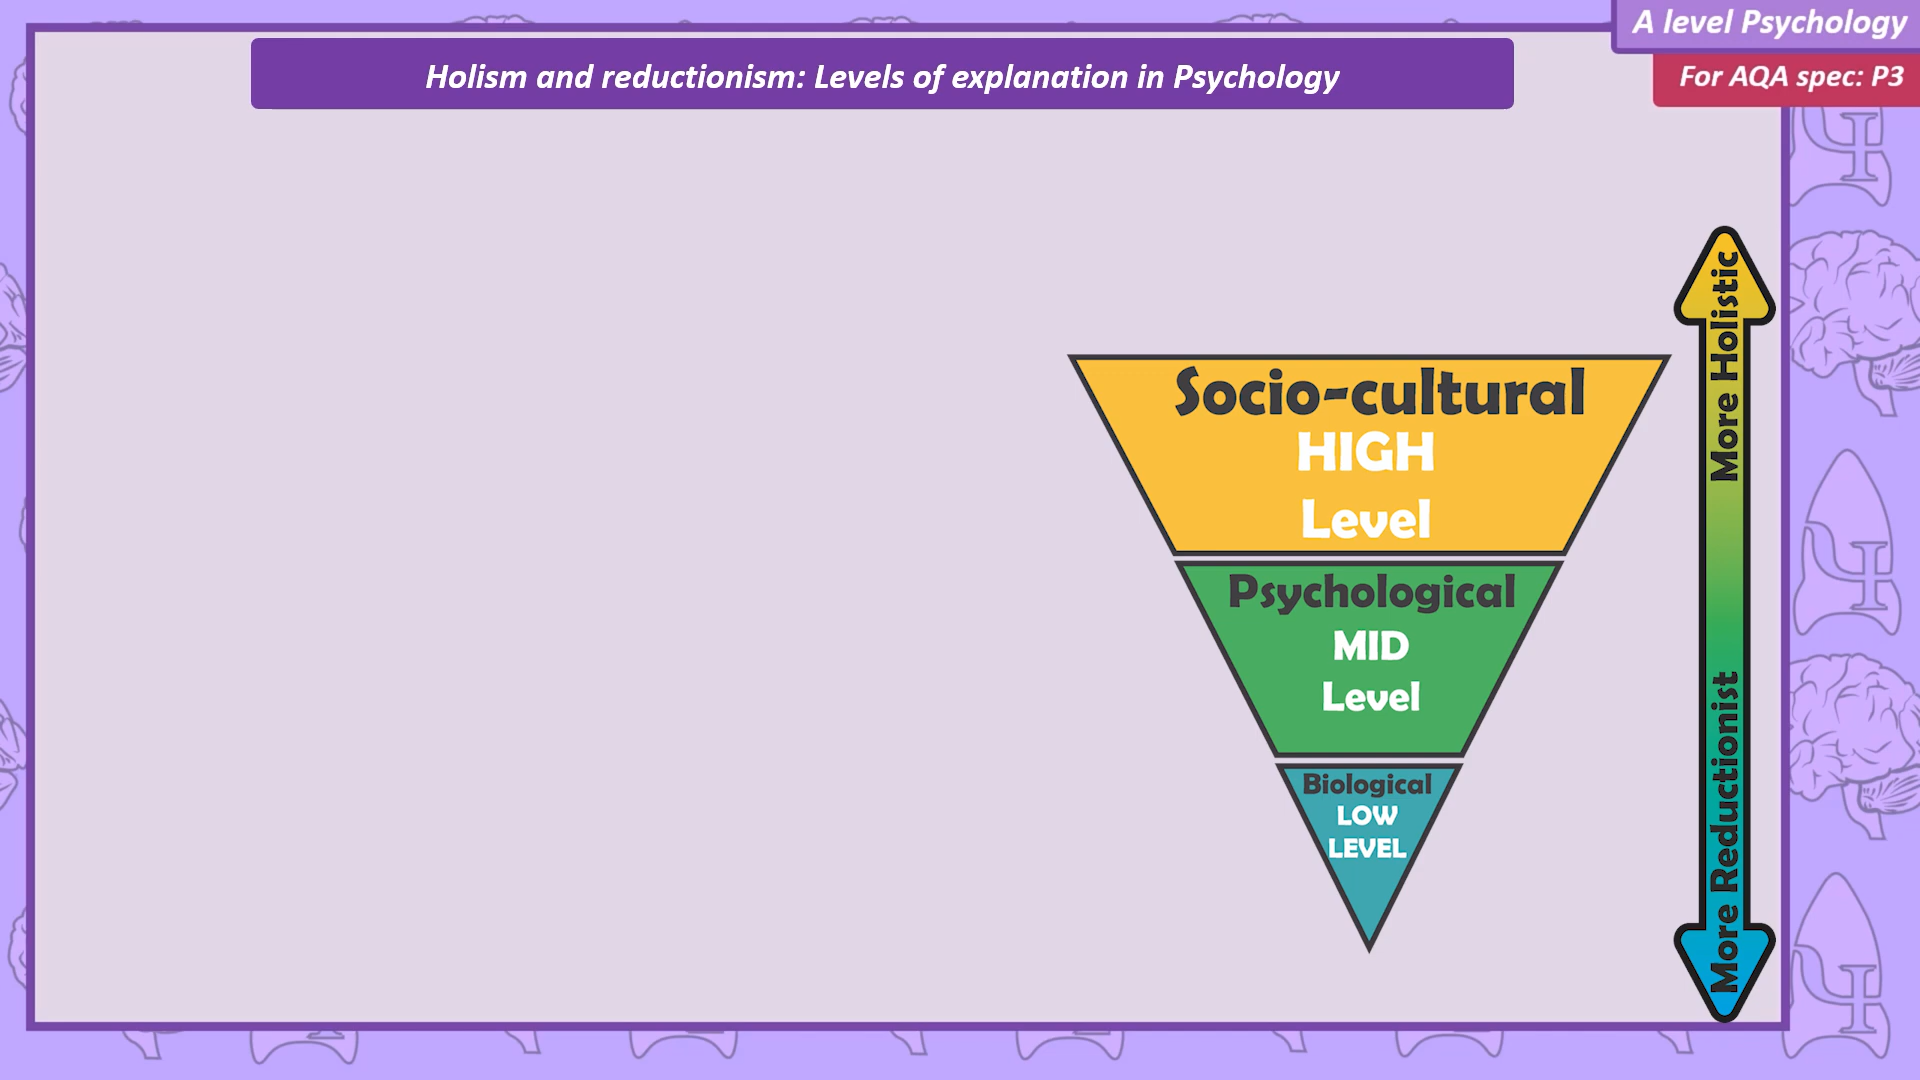 A level Psychology
For AQA spec: P3
Holism and reductionism: Levels of explanation in Psychology
Socio-cultural
HIGH
Level
Psychological
MID
Level
Biological
LOW
LEVEL
More Holistic
More Reductionist